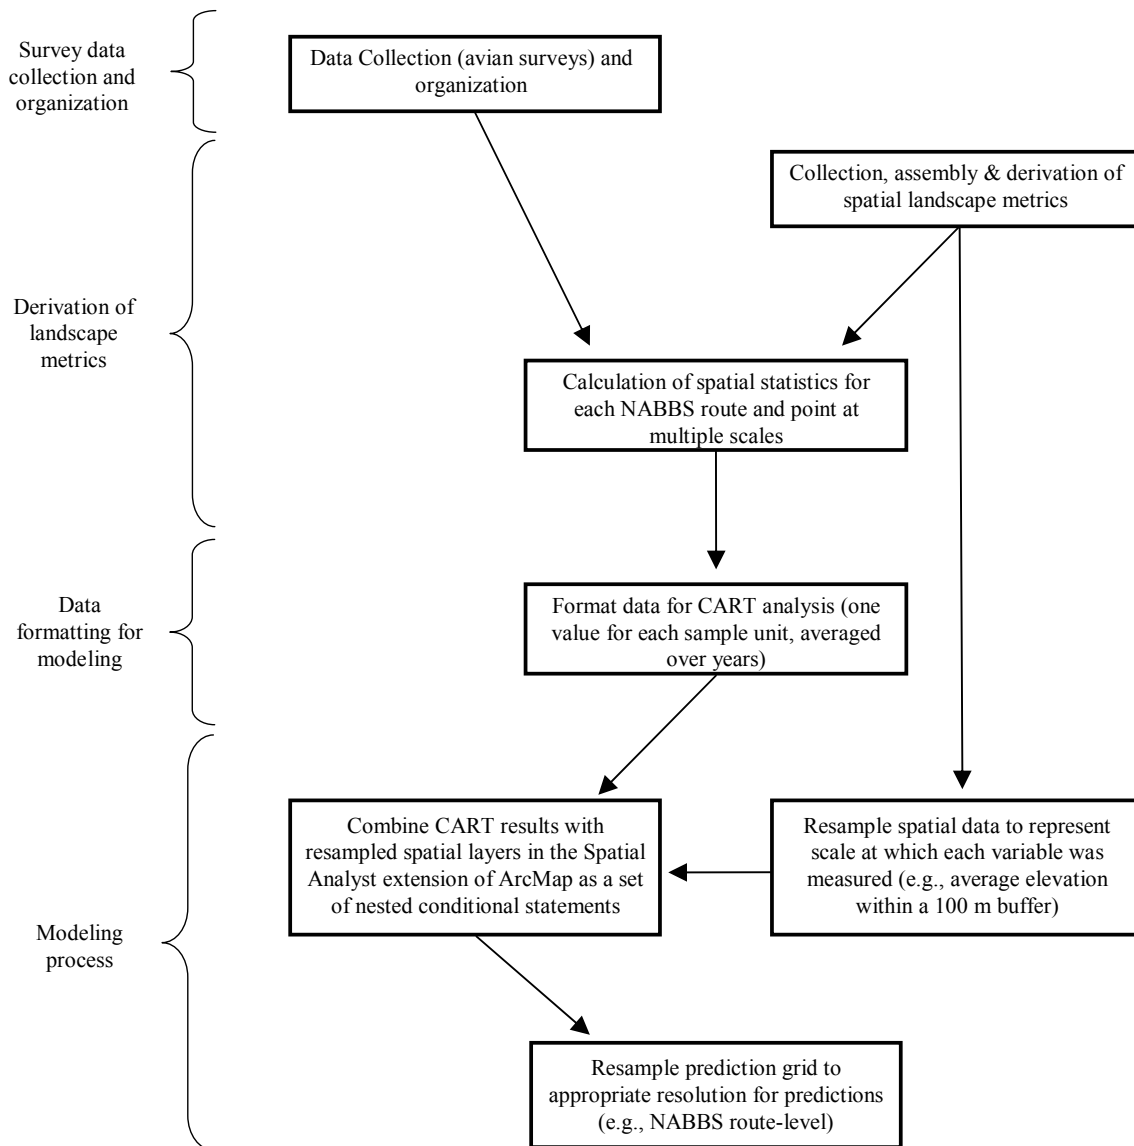 Survey data
collection and
organization
Data Collection (avian surveys) and
organization
Collection, assembly & derivation of
spatial landscape metrics
Derivation of
landscape
metrics
Calculation of spatial statistics for
each NABBS route and point at
multiple scales
Data
formatting for
modeling
Format data for CART analysis (one
value for each sample unit, averaged
over years)
Modeling
process
Combine CART results with
resampled spatial layers in the Spatial
Analyst extension of ArcMap as a set
of nested conditional statements
Resample spatial data to represent
scale at which each variable was
measured (e.g., average elevation
within a 100 m buffer)
Resample prediction grid to
appropriate resolution for predictions
(e.g., NABBS route-level)